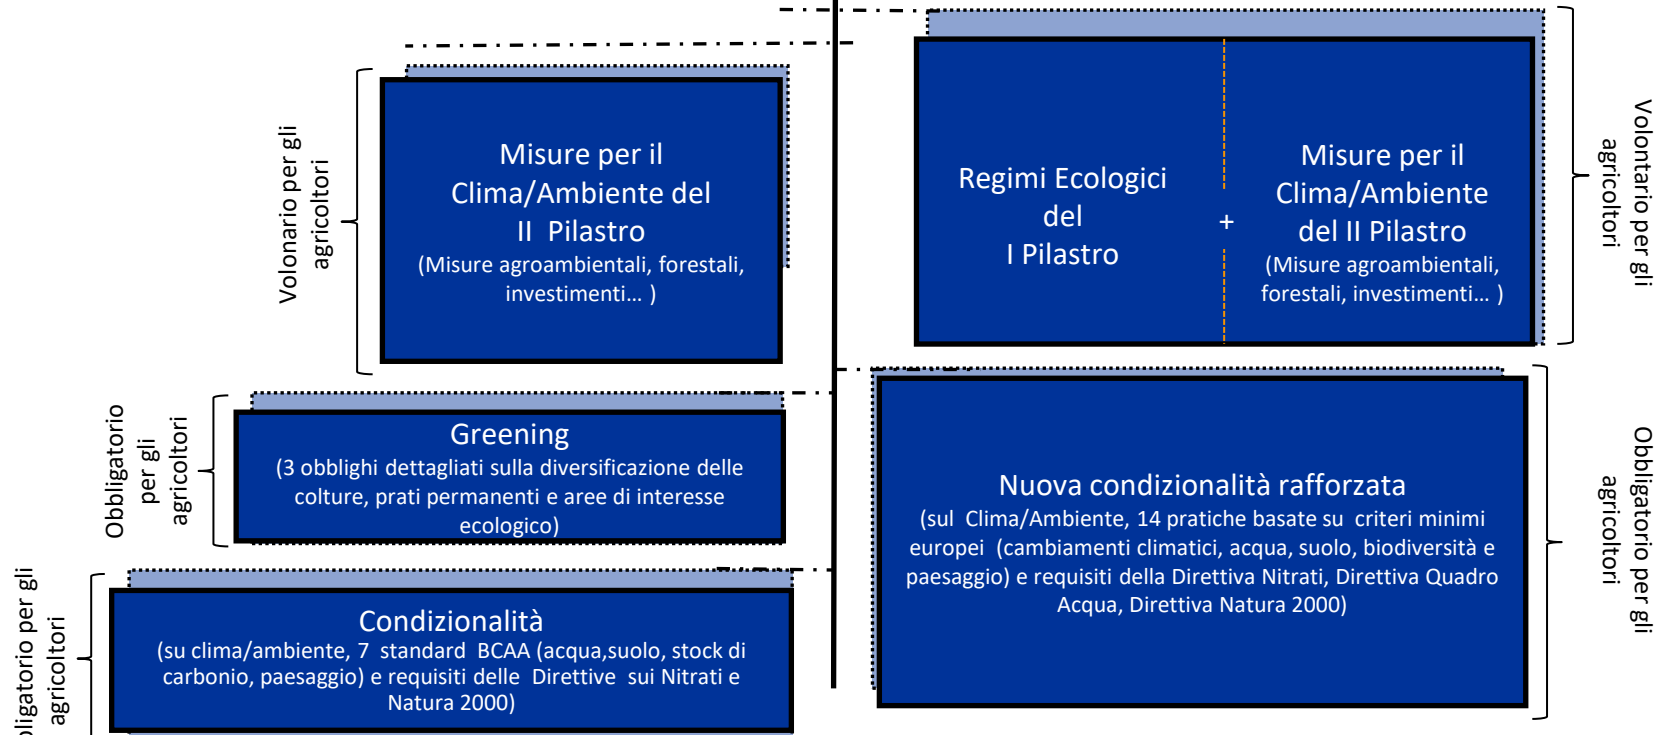 Volonario per gli
agricoltori
Misure per il
Clima/Ambiente del
II Pilastro
(Misure agroambientali, forestali,
investimenti... )
Obbligatorio
per gli
agricoltori
Greening
(3 obblighi dettagliati sulla diversificazione delle
colture, prati permanenti e aree di interesse
ecologico)
bligatorio per gli
agricoltori
Condizionalità
(su clima/ambiente, 7 standard BCAA (acqua,suolo, stock di
carbonio, paesaggio) e requisiti delle Direttive sui Nitrati e
Natura 2000)
Regimi Ecologici
del
I Pilastro
+
Misure per il
Clima/Ambiente
del II Pilastro
(Misure agroambientali,
forestali, investimenti... )
Volontario per gli
agricoltori
Nuova condizionalità rafforzata
(sul Clima/Ambiente, 14 pratiche basate su criteri minimi
europei (cambiamenti climatici, acqua, suolo, biodiversità e
paesaggio) e requisiti della Direttiva Nitrati, Direttiva Quadro
Acqua, Direttiva Natura 2000)
Obbligatorio per gli
agricoltori